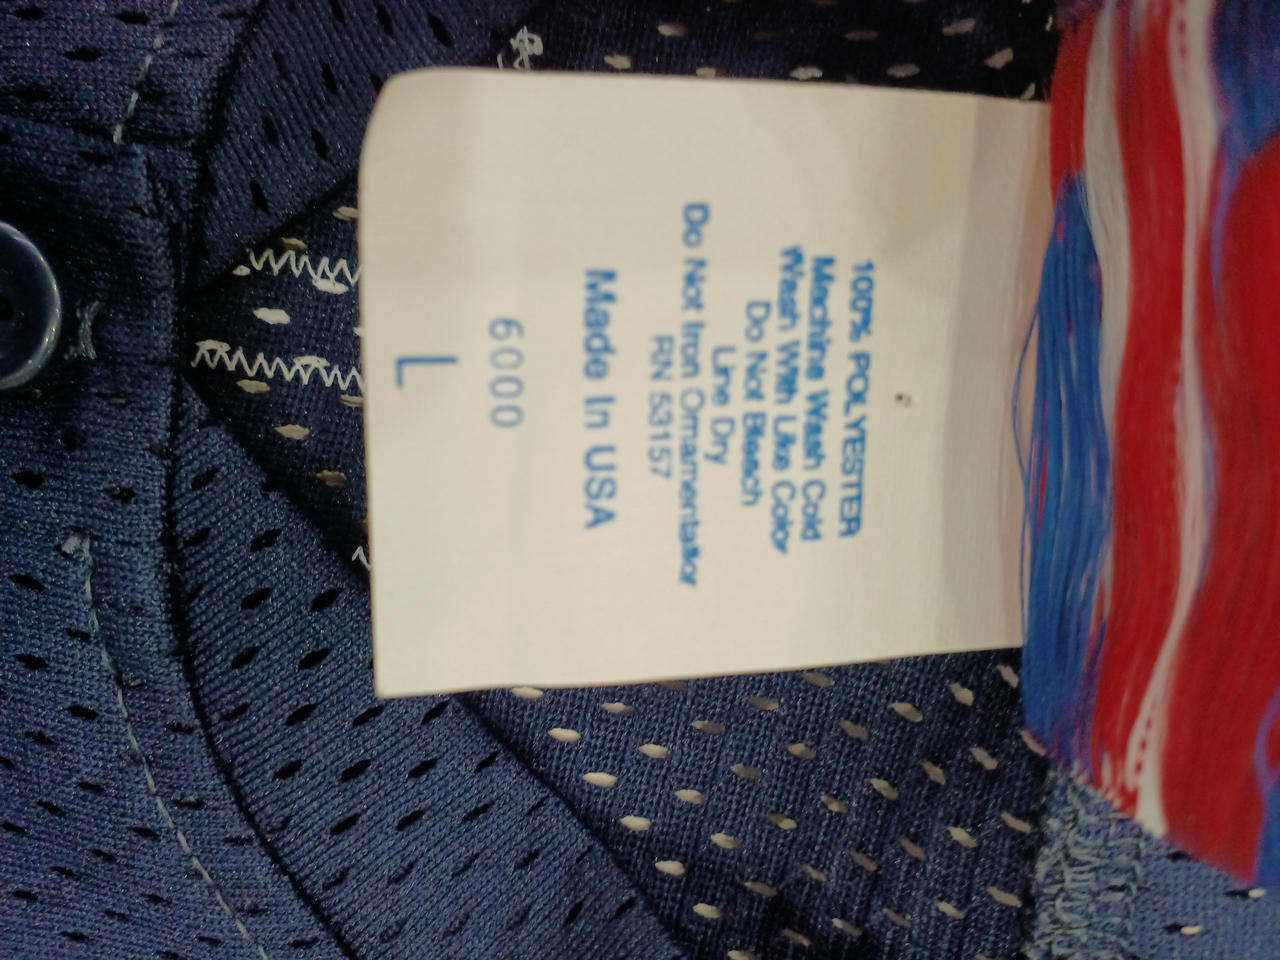 100% POLYESTER
Machine Wash Cold
Wash With Like Color
Do Not Bleach
Line Dry
Do Not Iron Ornamentation
RN 53157
Made In USA
6000
L